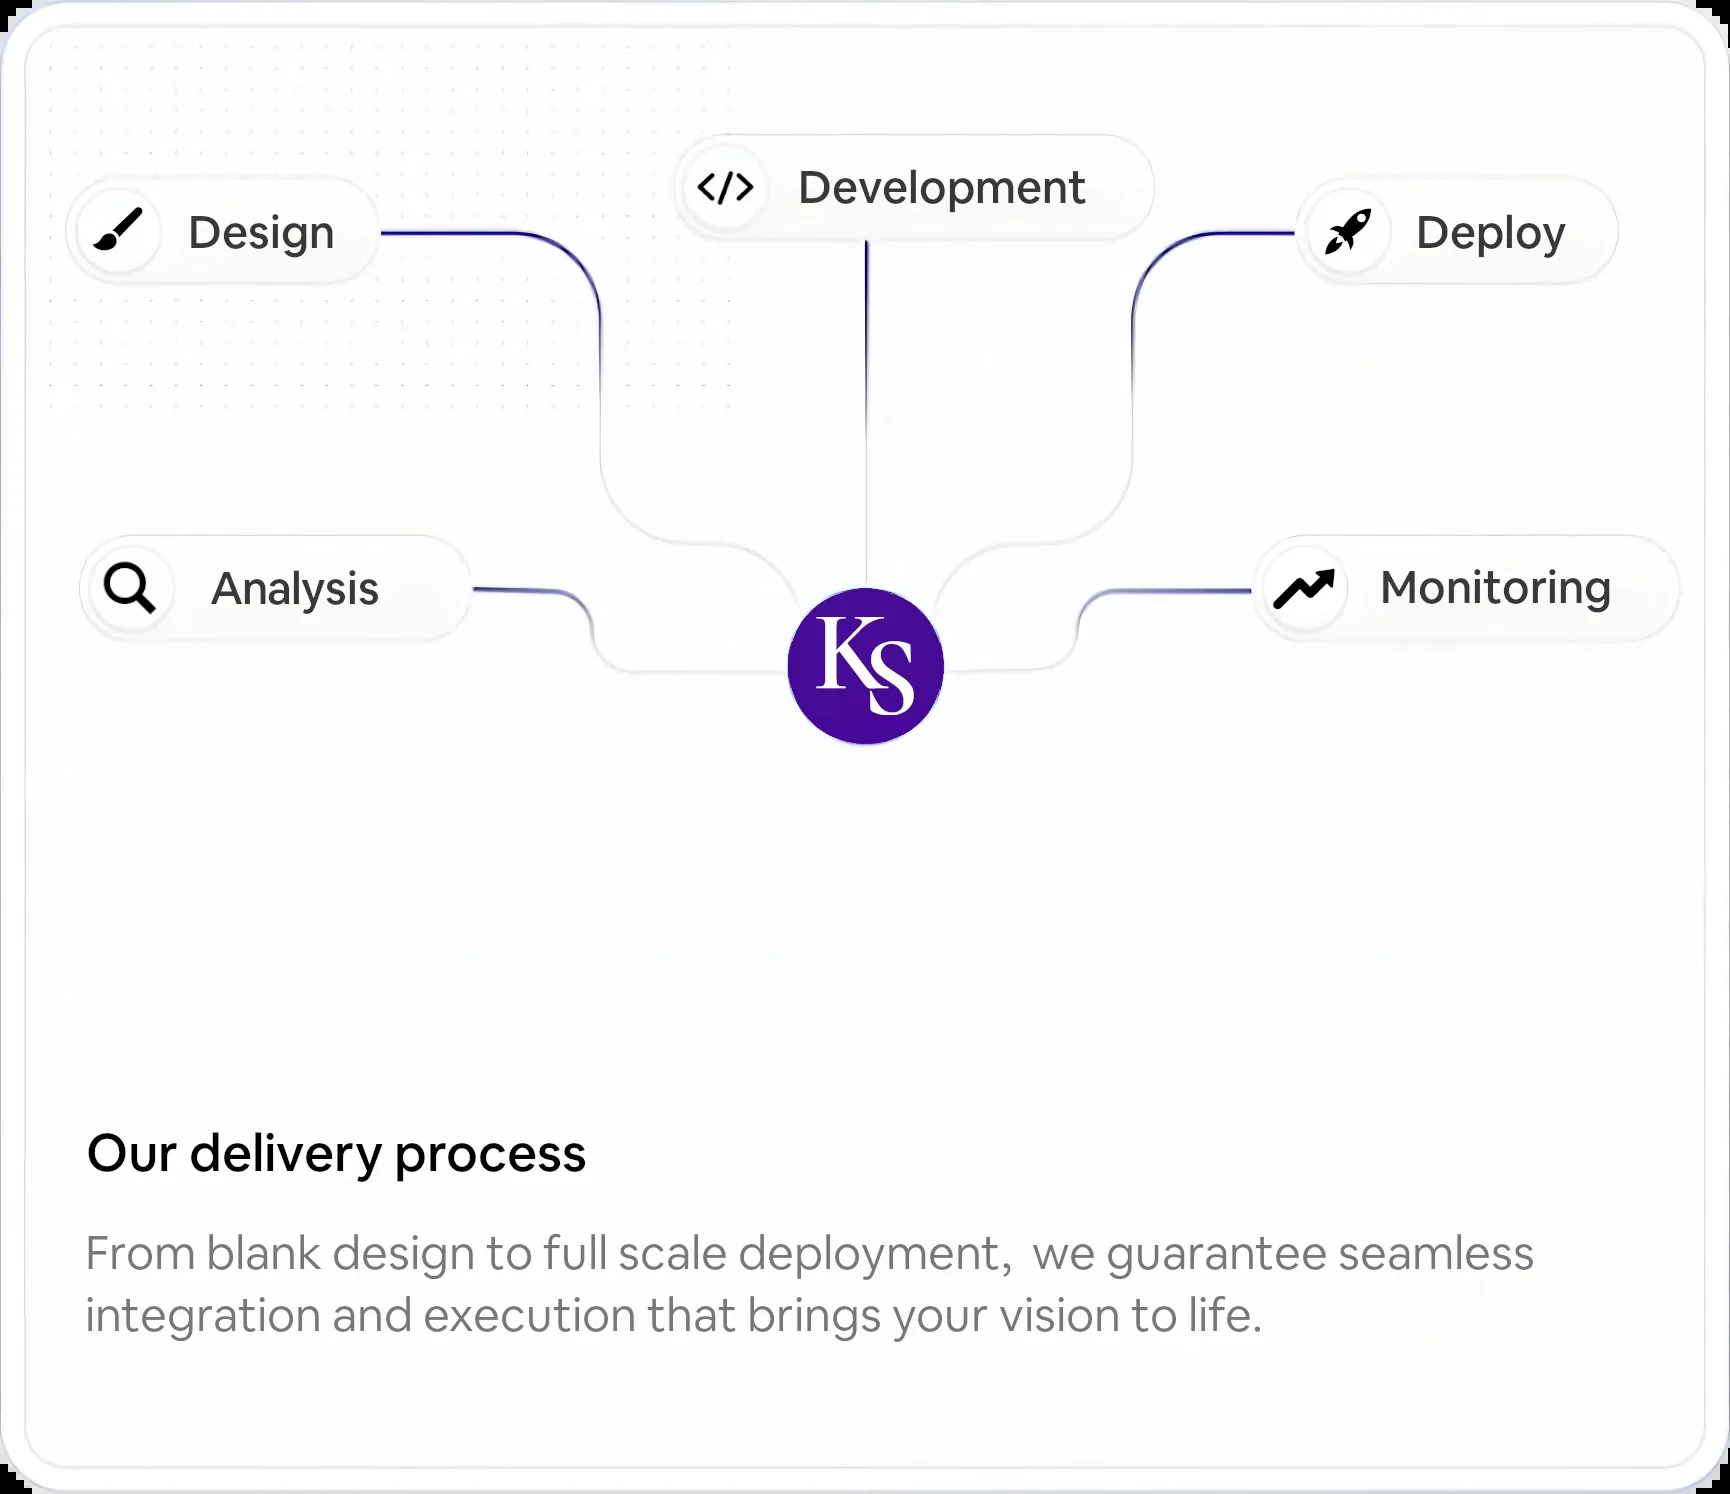 Development
Design
Deploy
Analysis
Monitoring
KS
Our delivery process
From blank design to full scale deployment, we guarantee seamless
integration and execution that brings your vision to life.